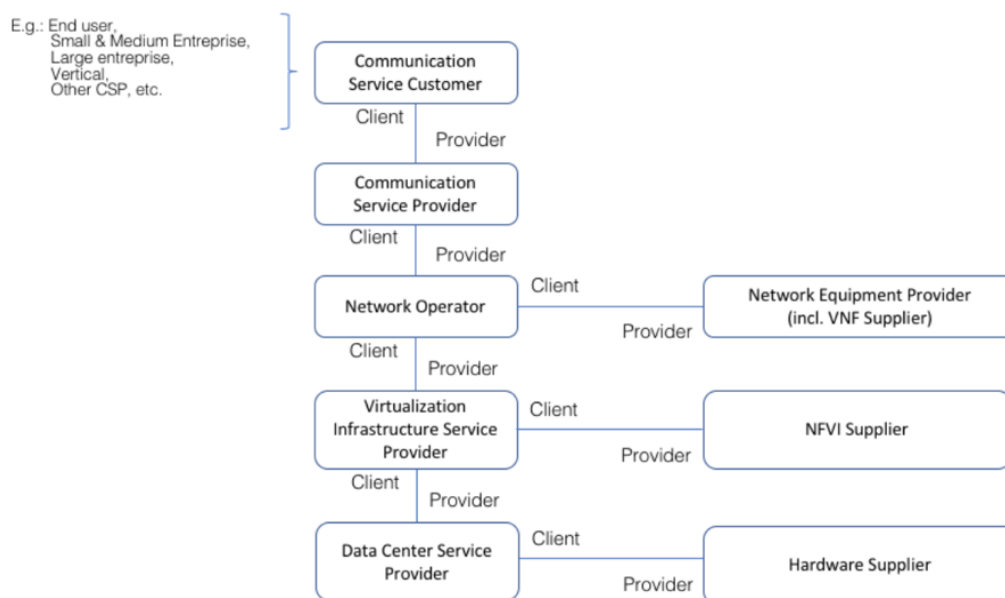 E.g.: End user,
Small & Medium Entreprise,
Large entreprise,
Vertical,
Other CSP, etc.
Communication
Service Customer
Client
Provider
Communication
Service Provider
Client
Provider
Network Operator
Client
Provider
Network Equipment Provider
(incl. VNF Supplier)
Client
Provider
Virtualization
Infrastructure Service
Provider
Client
Provider
NFVI Supplier
Client
Provider
Data Center Service
Provider
Client
Provider
Hardware Supplier